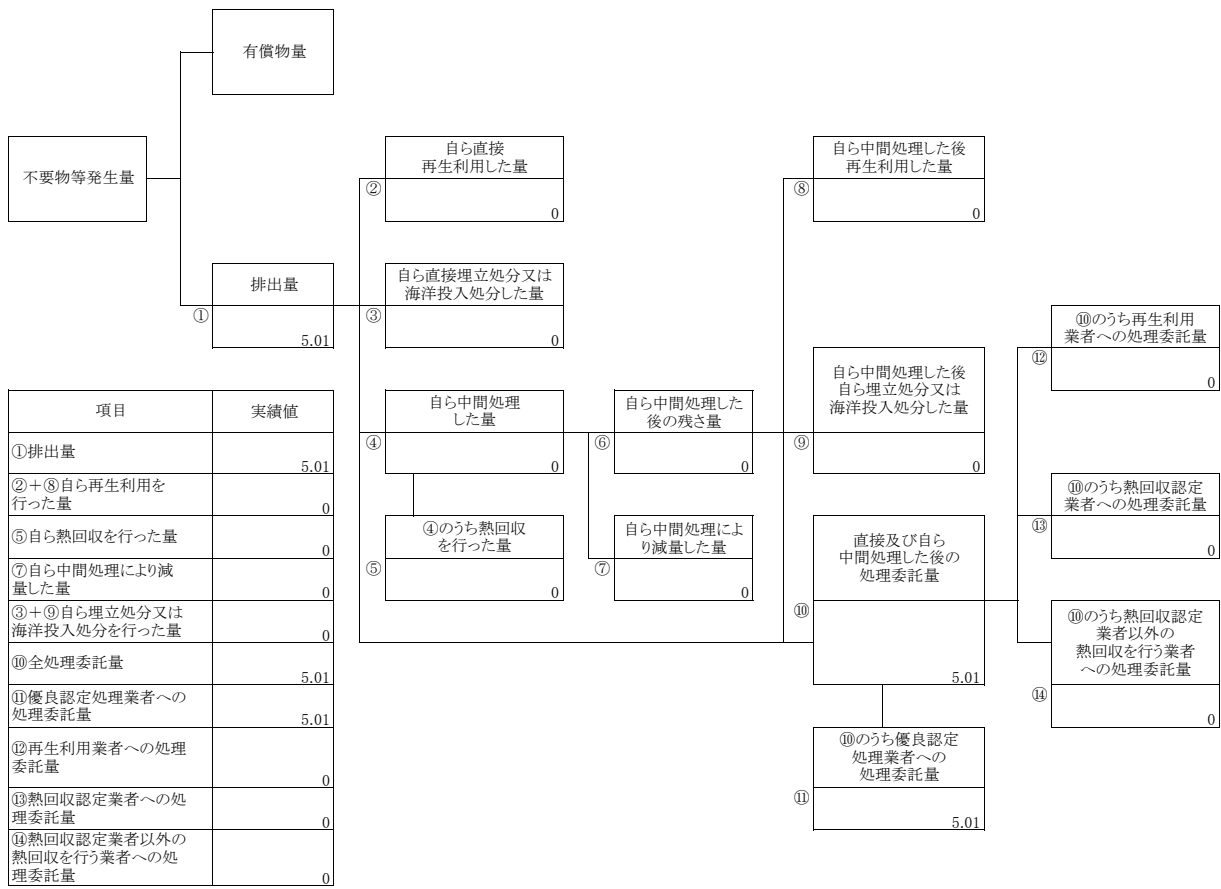 有償物量
不要物等発生量
自ら直接
再生利用した量
②
0
自ら中間処理した後
再生利用した量
⑧
0
排出量
①
5.01
自ら直接埋立処分又は
海洋投入処分した量
③
0
⑩のうち再生利用
業者への処理委託量
⑫
0
自ら中間処理
した量
④
0
自ら中間処理した
後の残さ量
⑥
0
自ら中間処理した後
自ら埋立処分又は
海洋投入処分した量
⑨
0
⑩のうち熱回収認定
業者への処理委託量
⑬
0
④のうち熱回収
を行った量
⑤
0
自ら中間処理によ
り減量した量
⑦
0
直接及び自ら
中間処理した後の
処理委託量
⑩
5.01
⑩のうち熱回収認定
業者以外の
熱回収を行う業者
への処理委託量
⑭
0
⑩のうち優良認定
処理業者への
処理委託量
⑪
5.01
項目 実績値
①排出量
5.01
②＋⑧自ら再生利用を
行った量
0
⑤自ら熱回収を行った量
0
⑦自ら中間処理により減
量した量
0
③＋⑨自ら埋立処分又は
海洋投入処分を行った量
0
⑩全処理委託量
5.01
⑪優良認定処理業者への
処理委託量
5.01
⑫再生利用業者への処理
委託量
0
⑬熱回収認定業者への処
理委託量
0
⑭熱回収認定業者以外の
熱回収を行う業者への処
理委託量
0